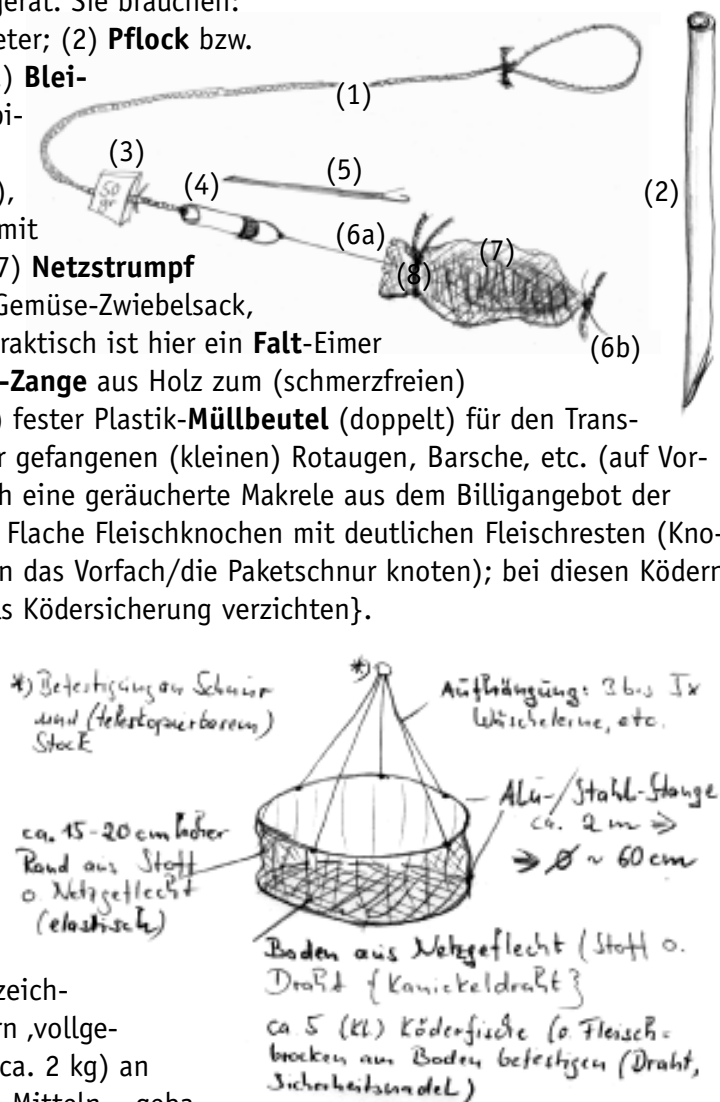 gerät. Sie brauchen:
eter; (2) Pflock bzw.
) Blei-
bi-
(1)
(3)
50
gr
(4)
(5)
(2)
),
mit
(6a)
7) Netzstrumpf
(7)
(8)
Gemüse-Zwiebelsack,
raktisch ist hier ein Falt-Eimer
(6b)
-Zange aus Holz zum (schmerzfreien)
) fester Plastik-Müllbeutel (doppelt) für den Trans-
r gefangenen (kleinen) Rotaugen, Barsche, etc. (auf Vor-
h eine geräucherte Makrele aus dem Billigangebot der
Flache Fleischknochen mit deutlichen Fleischresten (Kno-
n das Vorfach/die Paketschnur knoten); bei diesen Ködern
ls Ködersicherung verzichten}.
*) Befestigung an Schnur
und (teleskopierbarem)
Stock
*)
Aufhängung: 3 bis
Wäscheleine, etc.
Alu-/Stahl-Stange
ca. 2 m ⇒
⇒ Ø ~ 60 cm
ca. 15-20 cm hoher
Rand aus Stoff
o. Netzgeflecht
(elastisch)
Boden aus Netzgeflecht (Stoff o.
Draht {Kanickeldraht}
ca. 5 (kl.) Köderfische (o. Fleisch-
brocken am Boden befestigen (Draht,
Sicherheitsnadel)
zeich-
rn ,vollge-
ca. 2 kg) an
Mitteln
geba